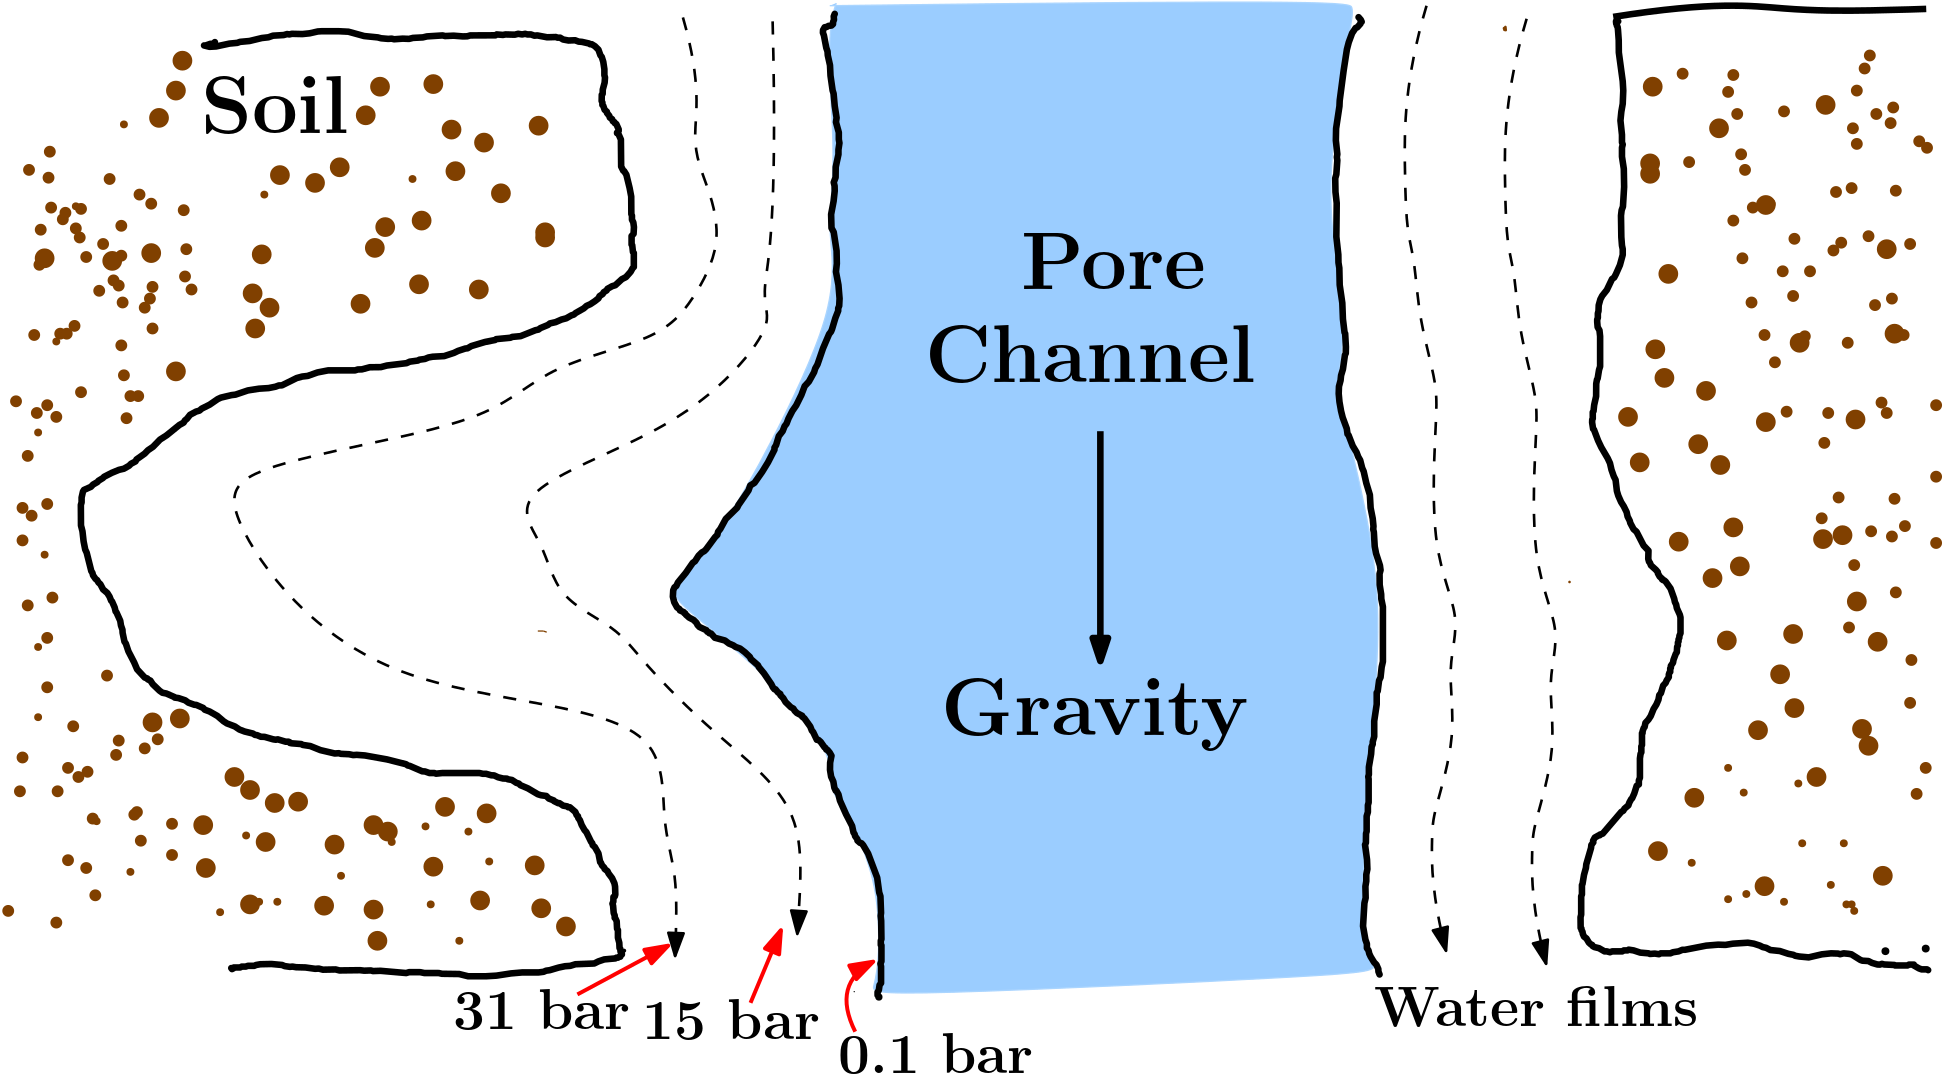 Soil
Pore
Channel
Gravity
31 bar
15 bar
0.1 bar
Water films